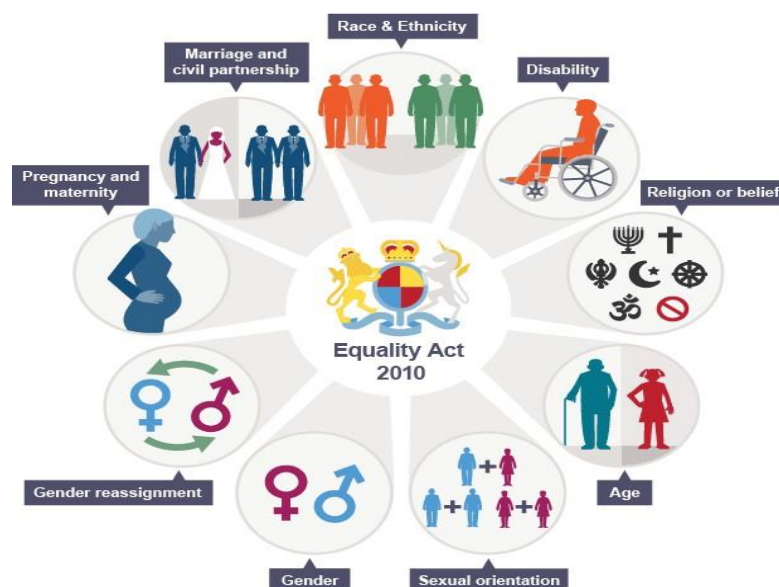 Race & Ethnicity
Marriage and
civil partnership
Disability
Pregnancy and
maternity
Religion or belief
Equality Act
2010
Gender reassignment
Age
Gender
Sexual orientation